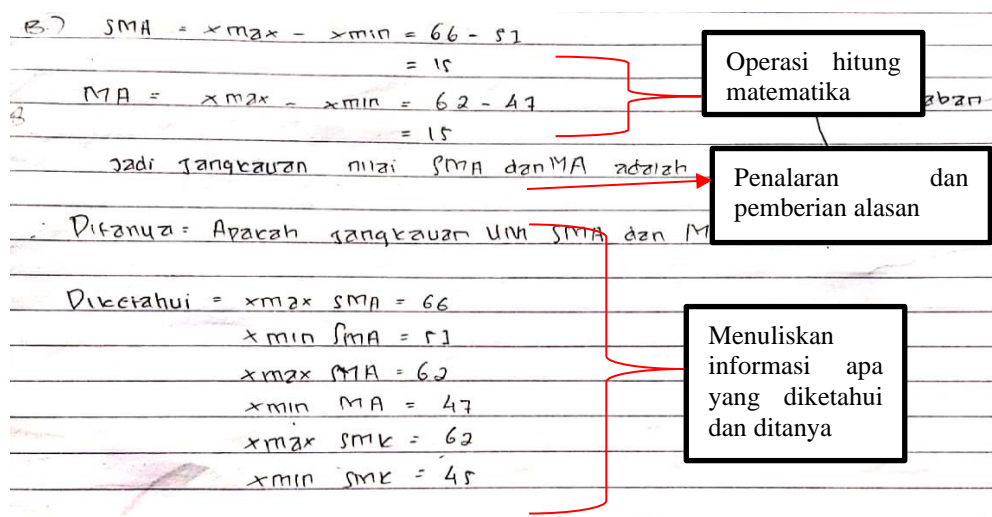 B.) SMA = xmax - xmin = 66 - 51
= 15
MA = xmax - xmin = 62 - 47
= 15
Jadi Jangkauan nilai SMA dan MA adalah
Ditanya = Apakah jangkauan UM SMA dan M
Diketahui = xmax SMA = 66
xmin SMA = 51
xmax MA = 62
xmin MA = 47
xmax SMK = 62
xmin SMK = 45
Operasi hitung
matematika
Penalaran dan
pemberian alasan
Menuliskan
informasi apa
yang diketahui
dan ditanya